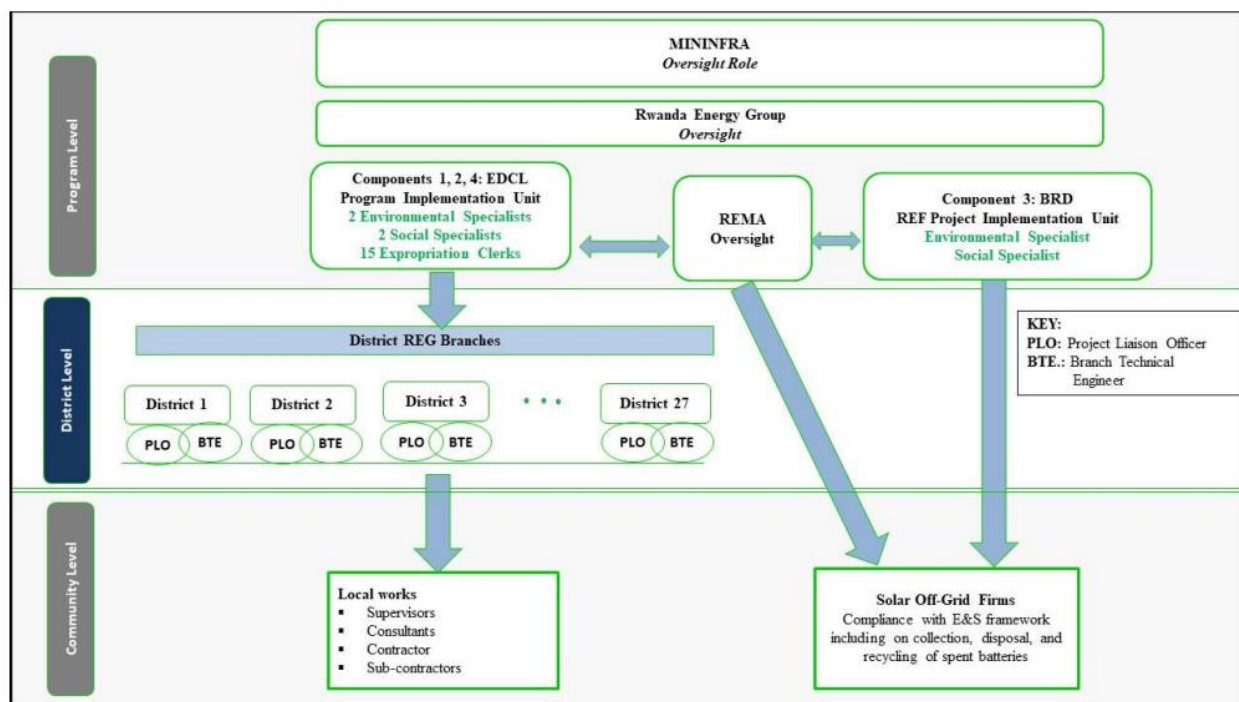 Program Level
MININFRA
Oversight Role
Rwanda Energy Group
Oversight
Components 1, 2, 4: EDCL
Program Implementation Unit
2 Environmental Specialists
2 Social Specialists
15 Expropriation Clerks
REMA
Oversight
Component 3: BRD
REF Project Implementation Unit
Environmental Specialist
Social Specialist
District Level
District REG Branches
District 1
PLO
BTE
District 2
PLO
BTE
District 3
PLO
BTE
• • •
District 27
PLO
BTE
KEY:
PLO: Project Liaison Officer
BTE.: Branch Technical
Engineer
Community Level
Local works
▪ Supervisors
▪ Consultants
▪ Contractor
▪ Sub-contractors
Solar Off-Grid Firms
Compliance with E&S framework
including on collection, disposal, and
recycling of spent batteries